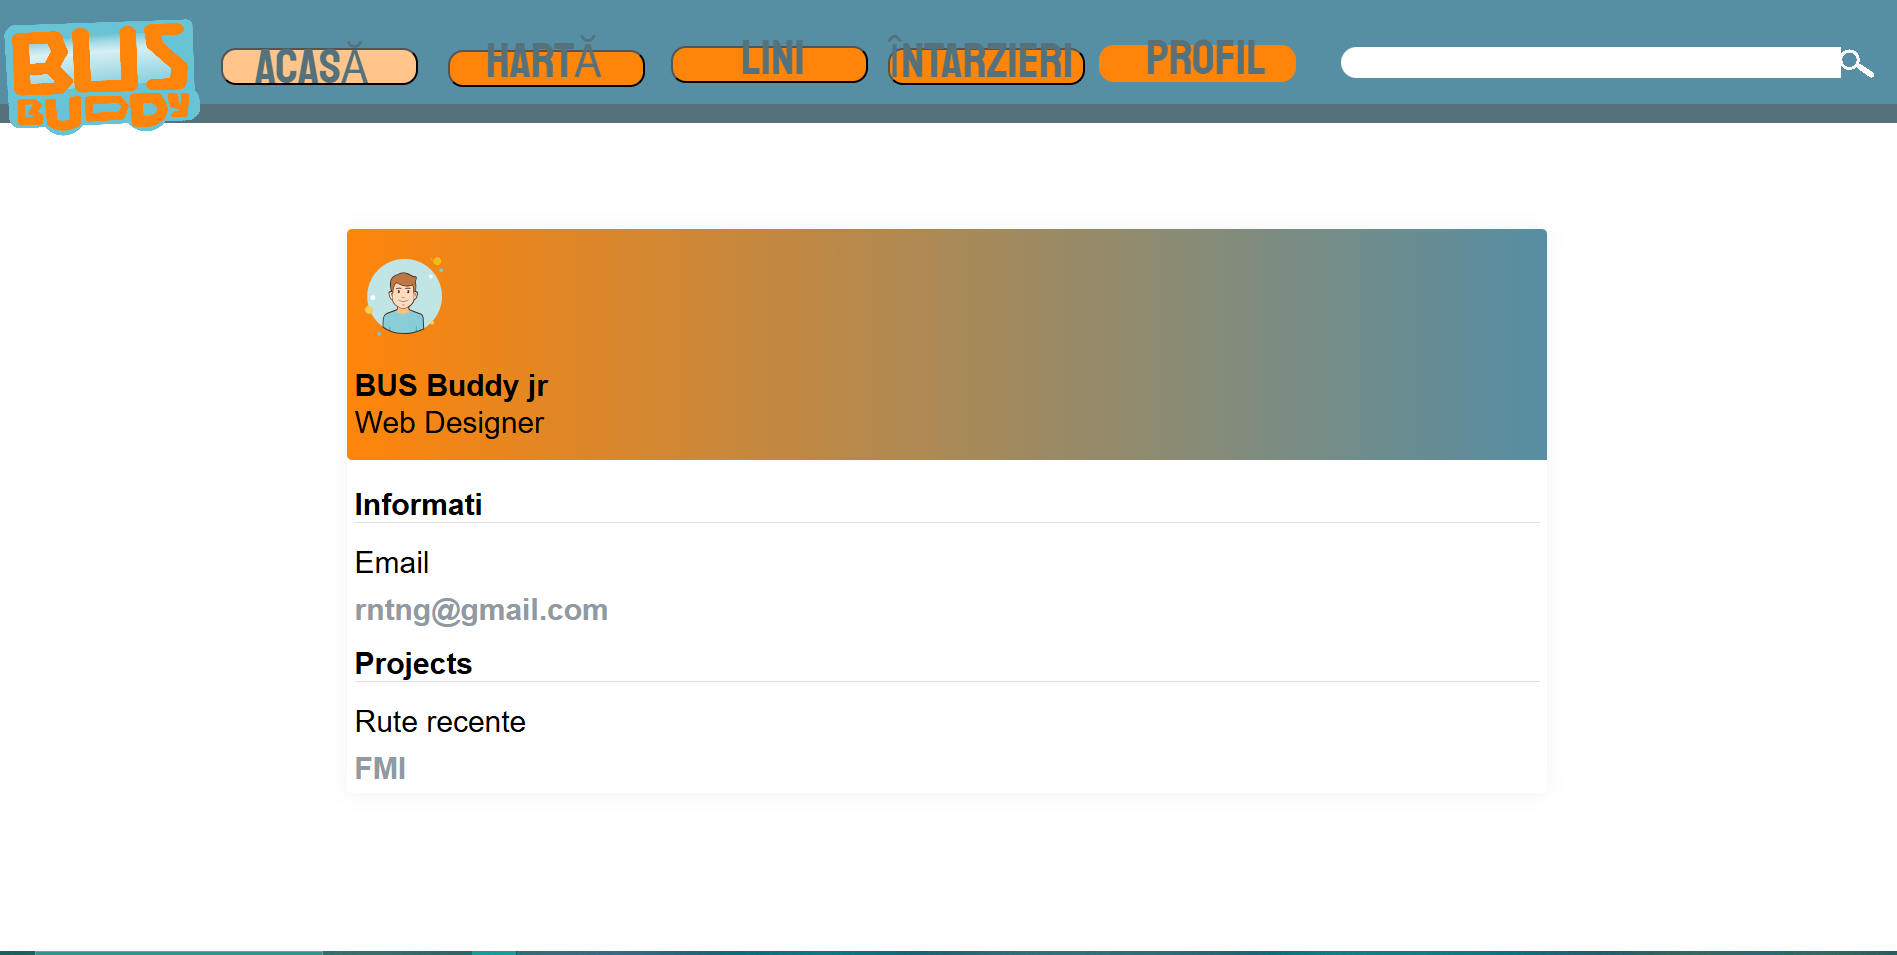 BUS
BUDDY
ACASĂ
HARTĂ
LINI
ÎNTARZIERI
PROFIL
BUS Buddy jr
Web Designer
Informati
Email
rntng@gmail.com
Projects
Rute recente
FMI